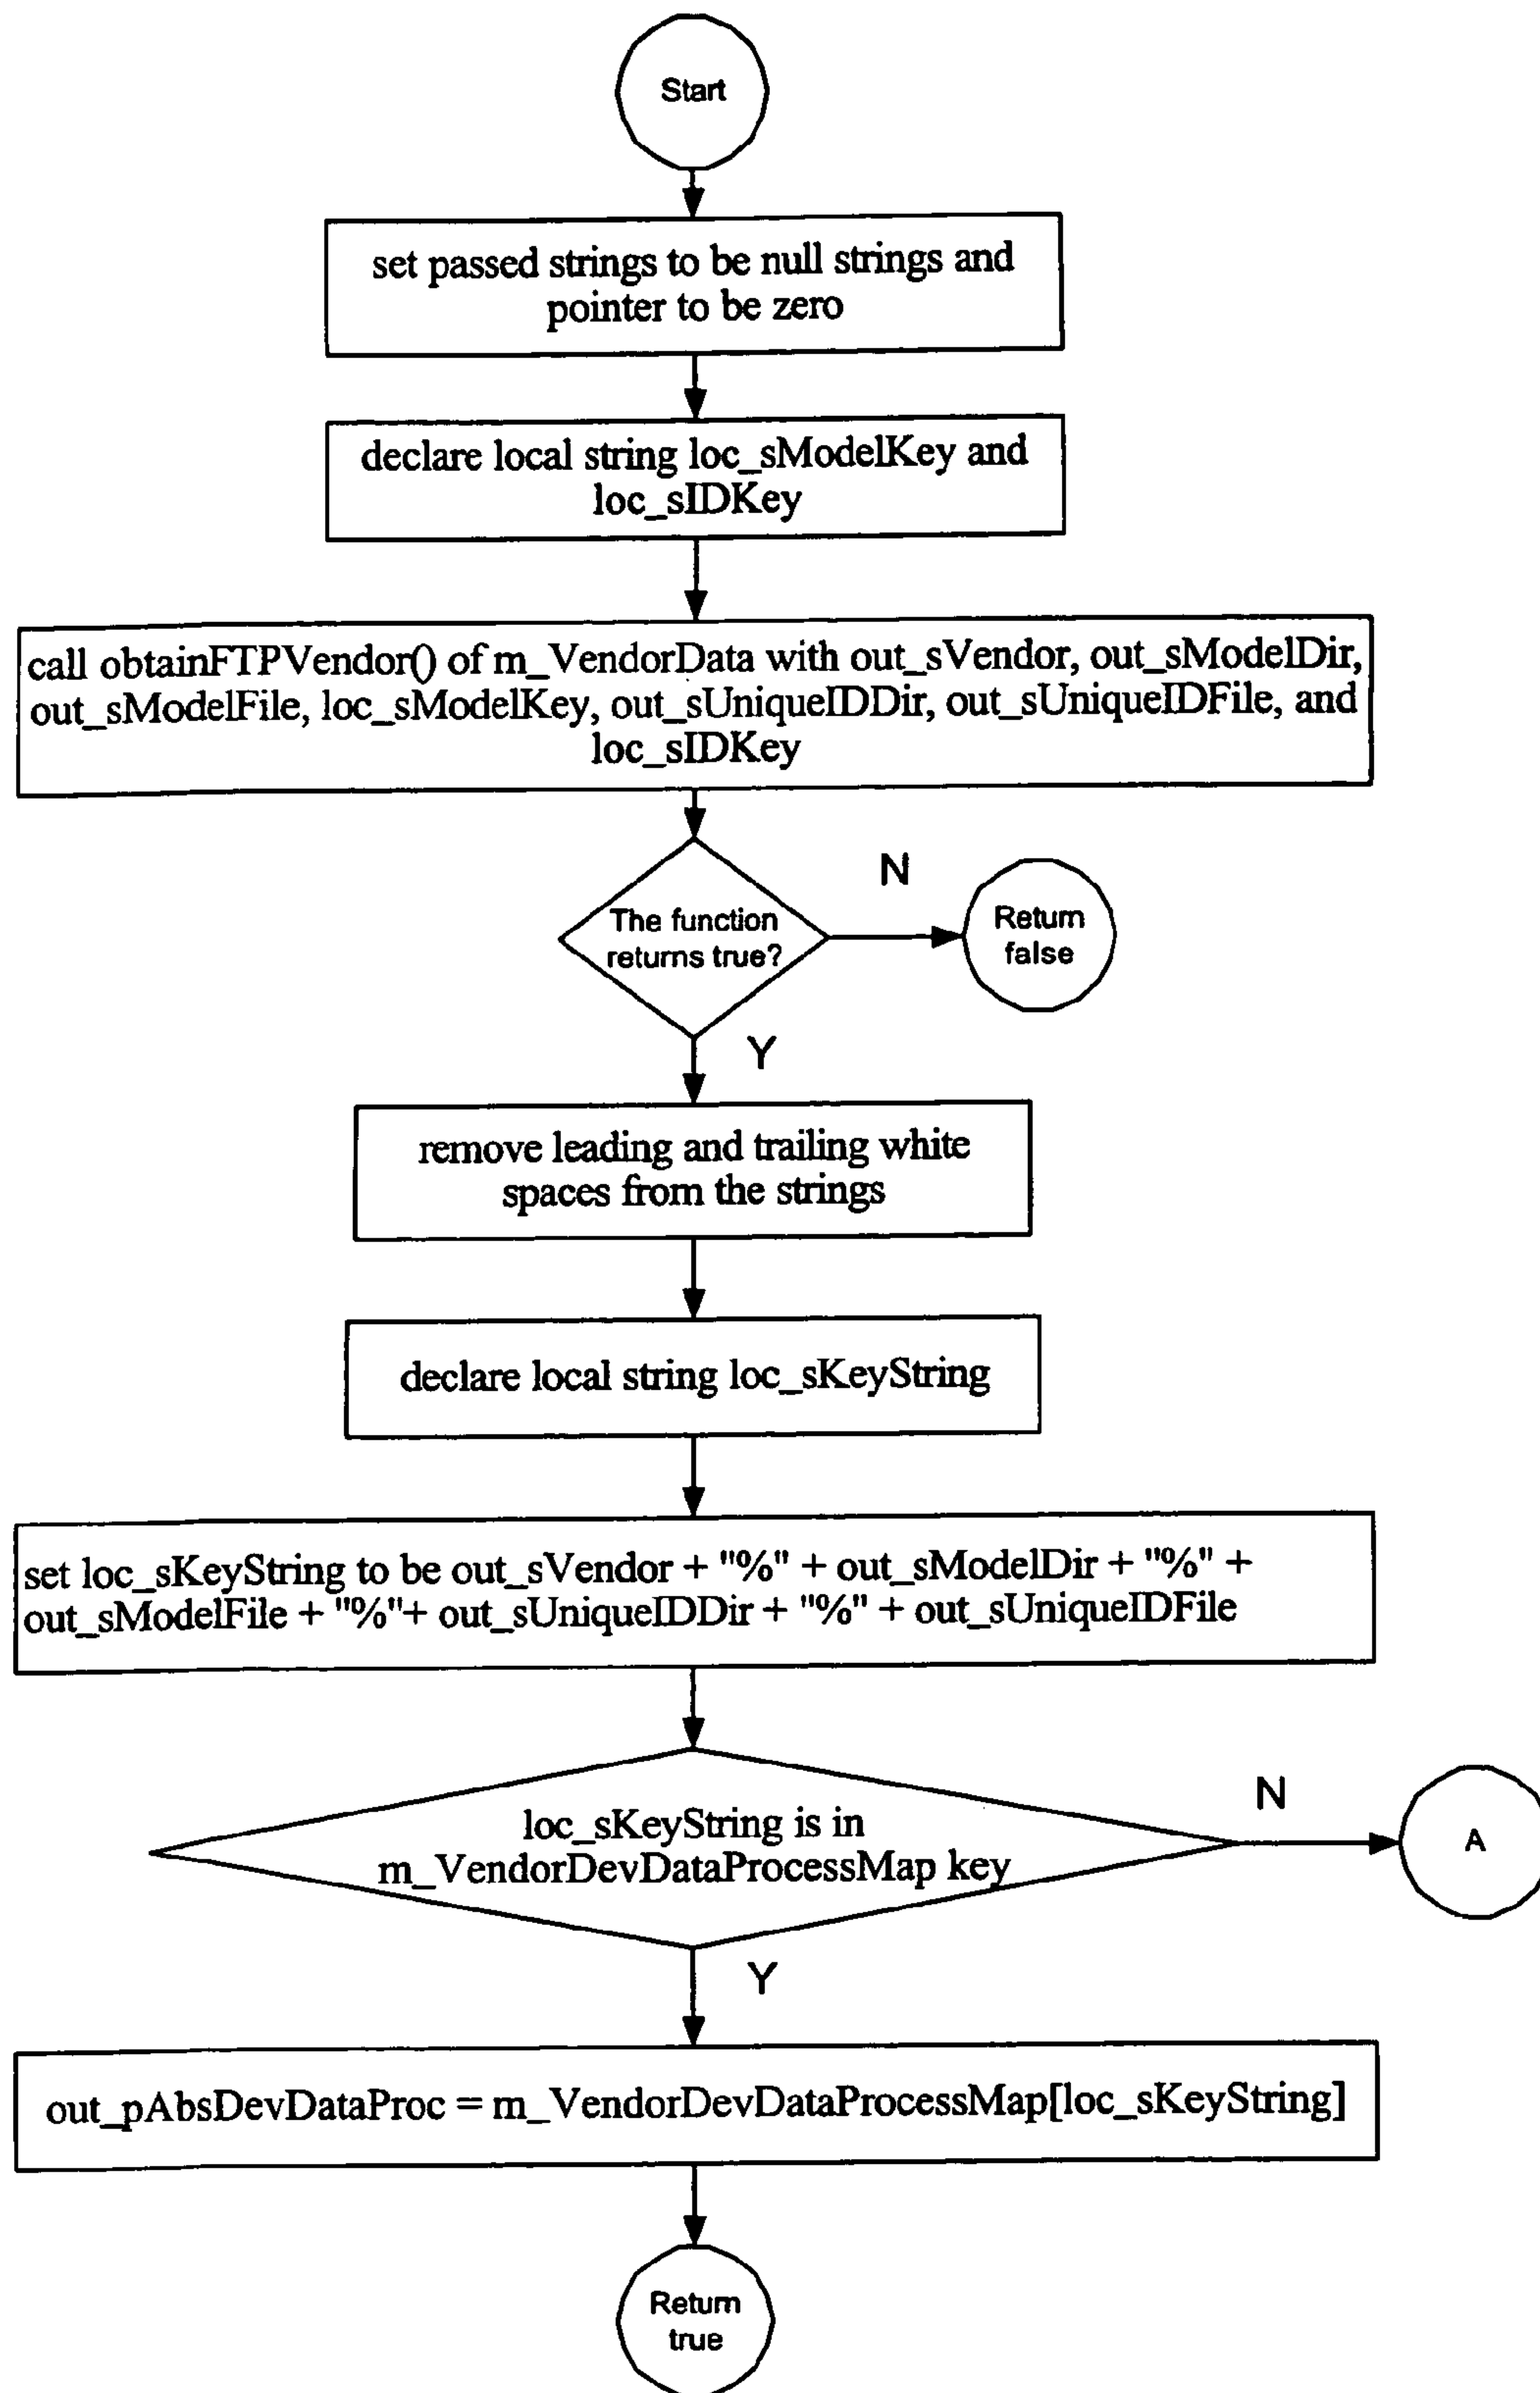 Start
set passed strings to be null strings and
pointer to be zero
declare local string loc_sModelKey and
loc_sIDKey
call obtainFTPVendor() of m_VendorData with out_sVendor, out_sModelDir,
out_sModelFile, loc_sModelKey, out_sUniqueIDDir, out_sUniqueIDFile, and
loc_sIDKey
The function
returns true?
N
Return
false
Y
remove leading and trailing white
spaces from the strings
declare local string loc_sKeyString
set loc_sKeyString to be out_sVendor + "%" + out_sModelDir + "%" +
out_sModelFile + "%"+ out_sUniqueIDDir + "%" + out_sUniqueIDFile
loc_sKeyString is in
m_VendorDevDataProcessMap key
N
A
Y
out_pAbsDevDataProc = m_VendorDevDataProcessMap[loc_sKeyString]
Return
true